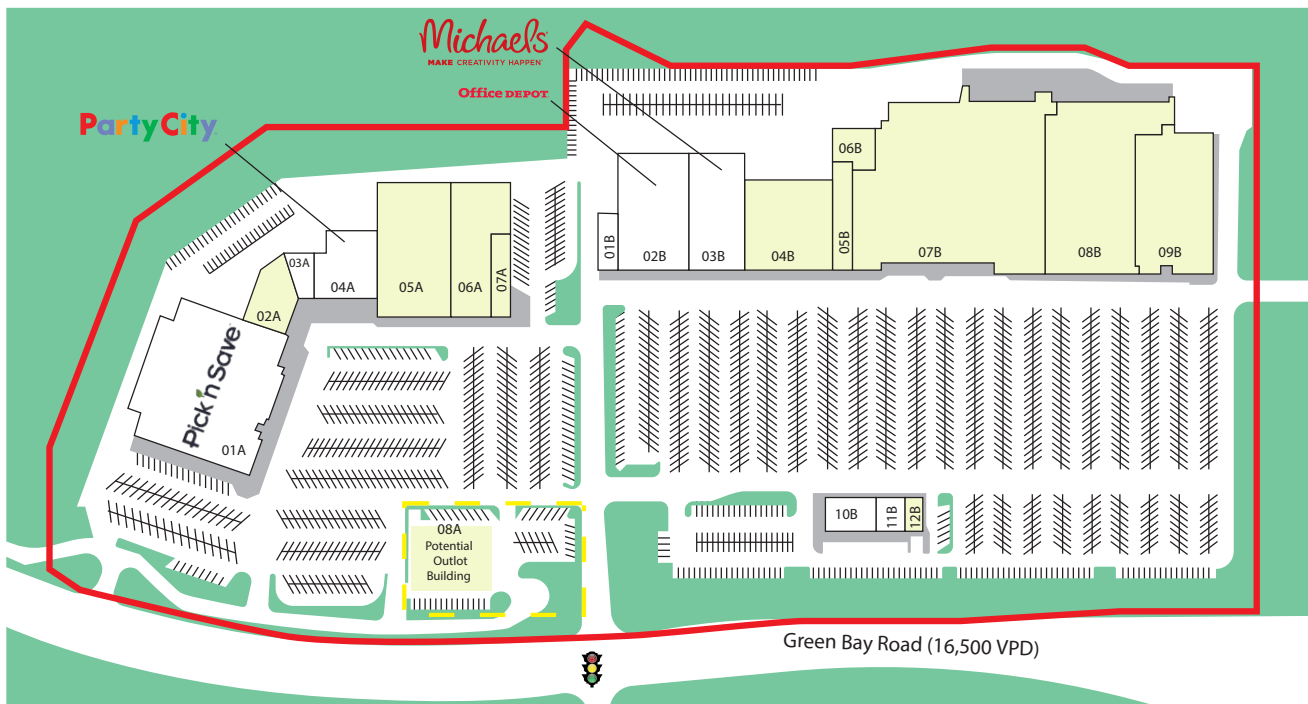 Michaels
MAKE CREATIVITY HAPPEN
Office DEPOT
Party City
06B
01B
02B
03B
04B
05B
07B
08B
09B
03A
04A
05A
06A
07A
02A
Pick 'n Save
01A
10B
11B
12B
08A
Potential
Outlot
Building
Green Bay Road (16,500 VPD)